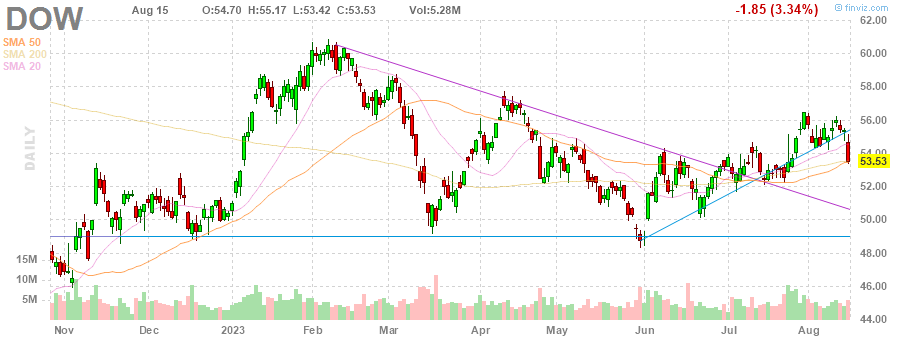 DOW
Aug 15 O:54.70 H:55.17 L:53.42 C:53.53 Vol:5.28M -1.85 (3.34%)
© finviz.com
SMA 50
SMA 200
SMA 20
DAILY
62.00
60.00
58.00
56.00
54.00
53.53
52.00
50.00
48.00
46.00
44.00
15M
10M
5M
Nov Dec 2023 Feb Mar Apr May Jun Jul Aug